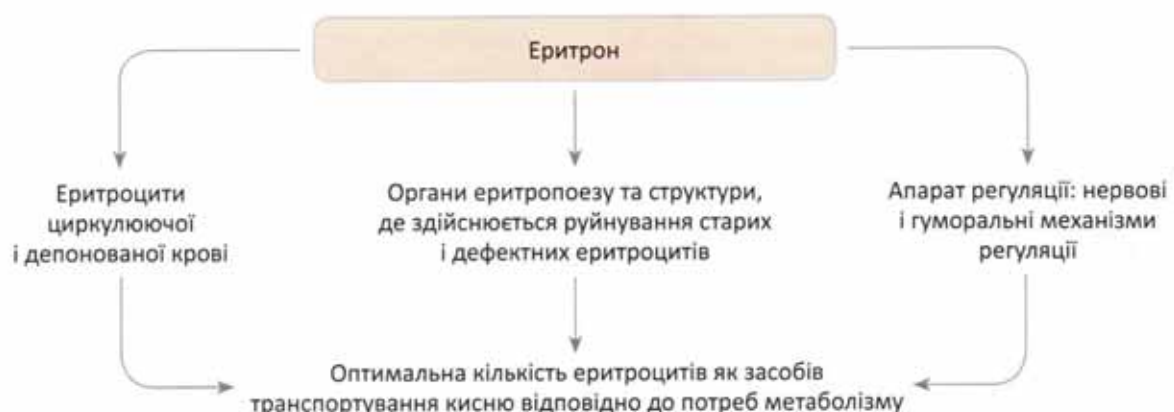 Еритрон
Еритроцити
циркулюючої
і депонованої крові
Органи еритропоезу та структури,
де здійснюється руйнування старих
і дефектних еритроцитів
Апарат регуляції: нервові
і гуморальні механізми
регуляції
Оптимальна кількість еритроцитів як засобів
транспортування кисню відповідно до потреб метаболізму